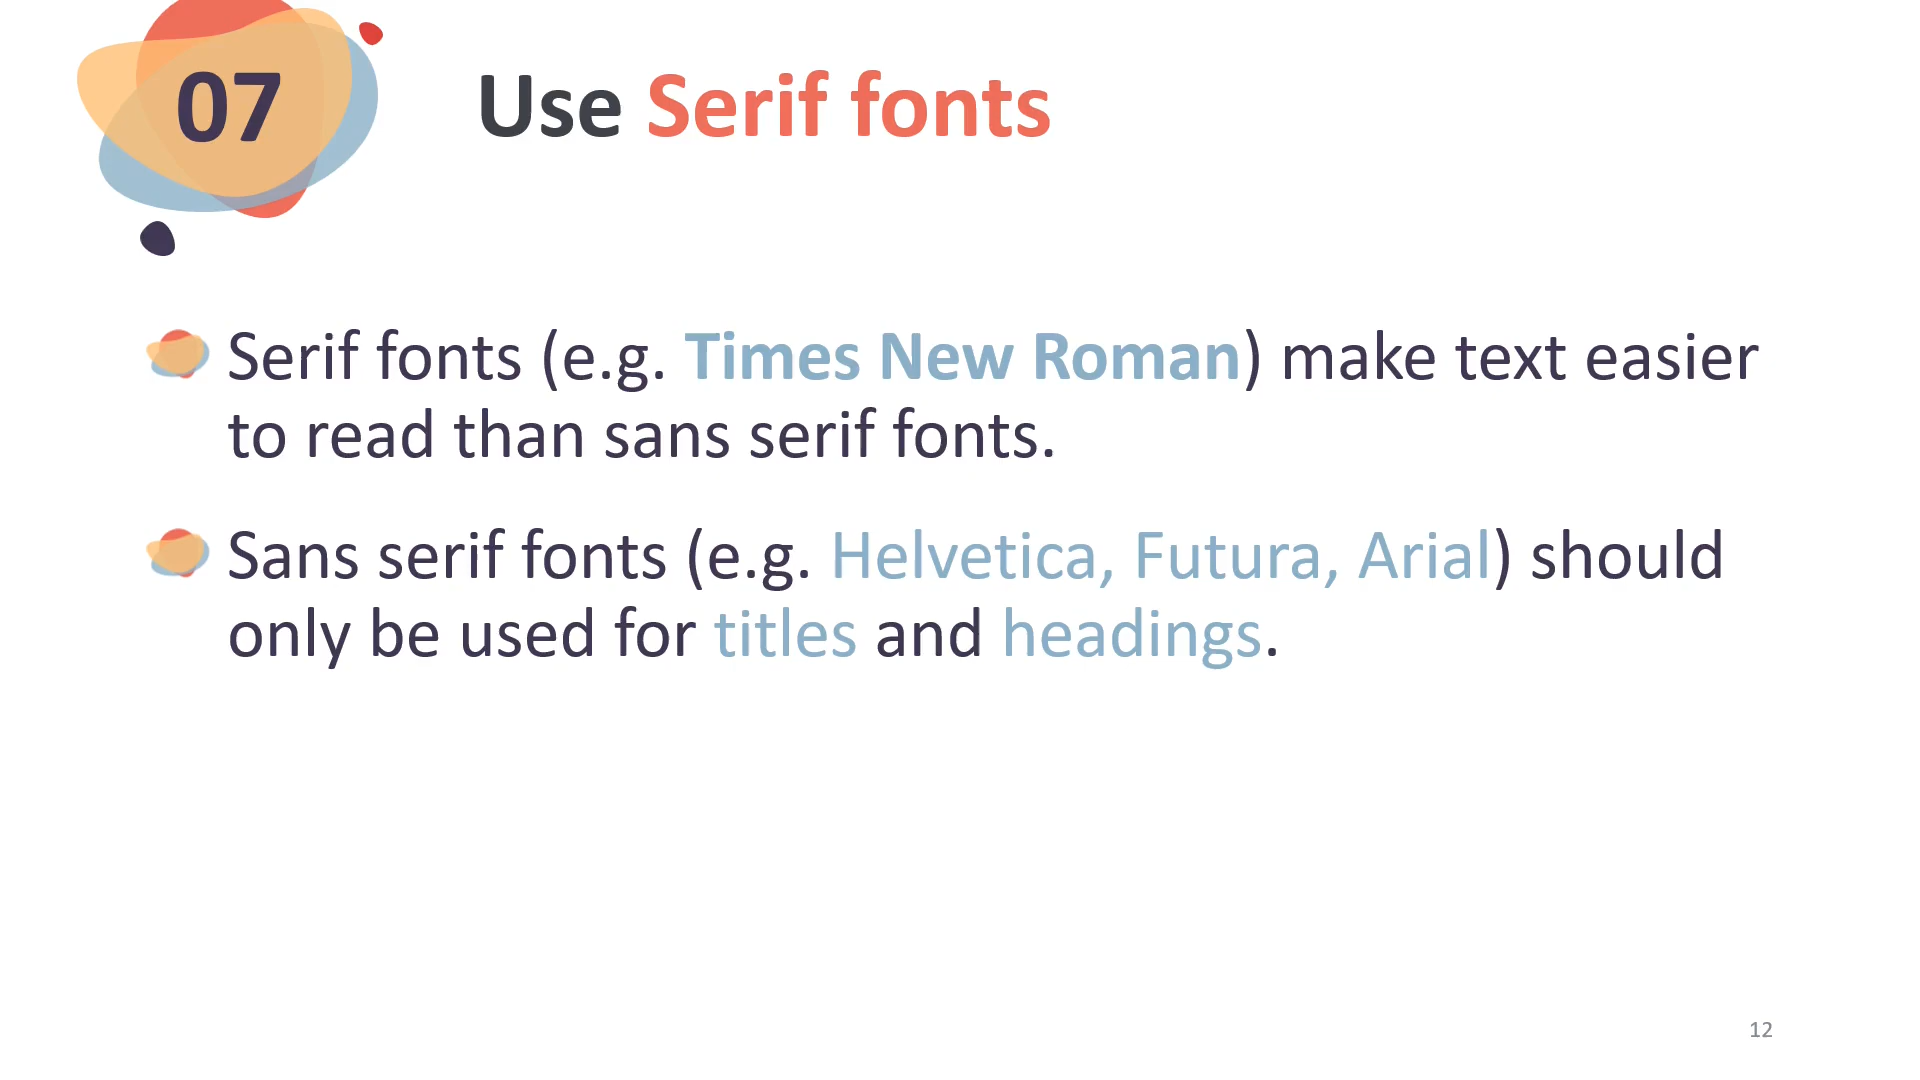 07
Use Serif fonts
Serif fonts (e.g. Times New Roman) make text easier
to read than sans serif fonts.
Sans serif fonts (e.g. Helvetica, Futura, Arial) should
only be used for titles and headings.
12